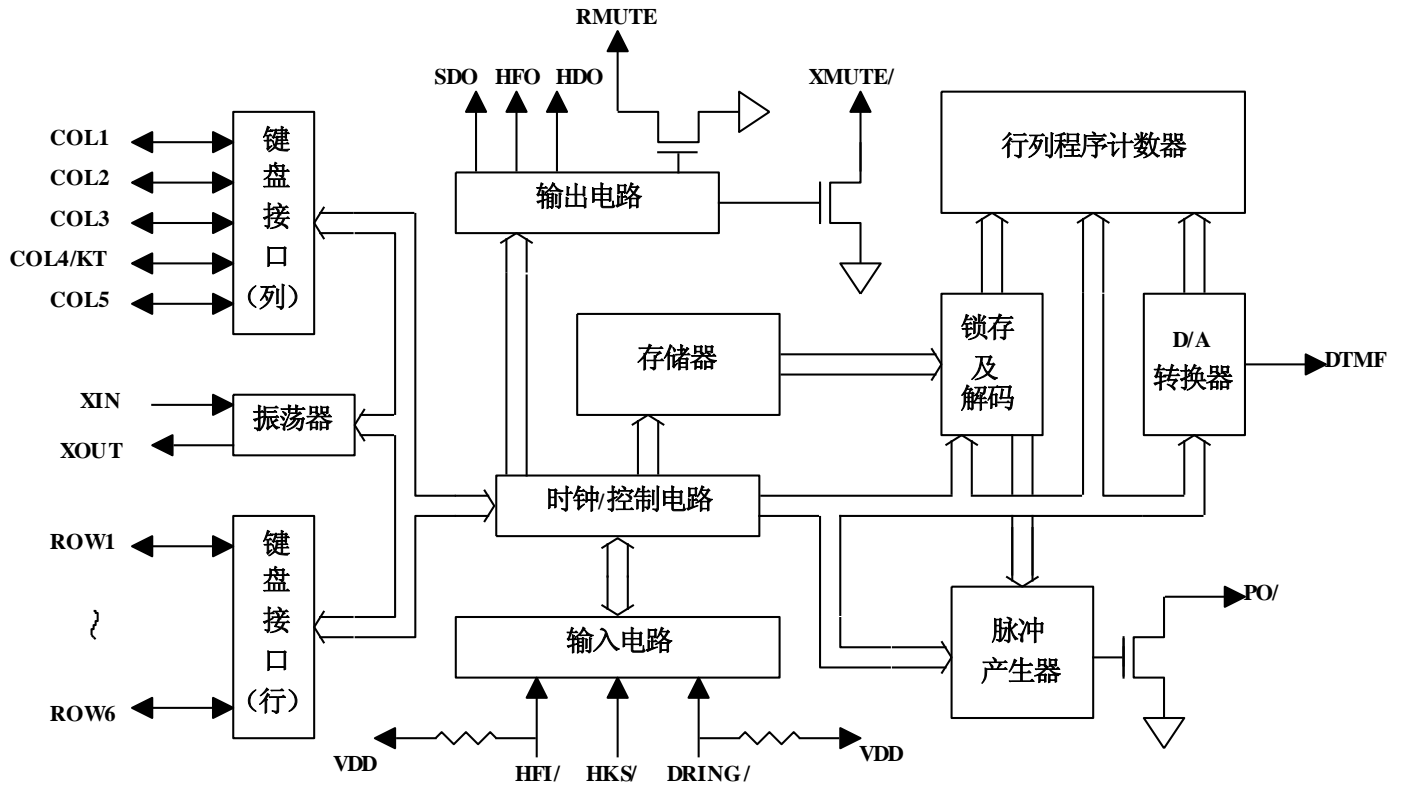 RMUTE
SDO HFO HDO
XMUTE/
COL1
COL2
COL3
COL4/KT
COL5
键盘接口（列）
输出电路
行列程序计数器
存储器
锁存及解码
D/A
转换器
DTMF
XIN
XOUT
振荡器
时钟/控制电路
ROW1
ROW6
键盘接口（行）
输入电路
脉冲
产生器
PO/
VDD
HFI/ HKS/ DRING/
VDD